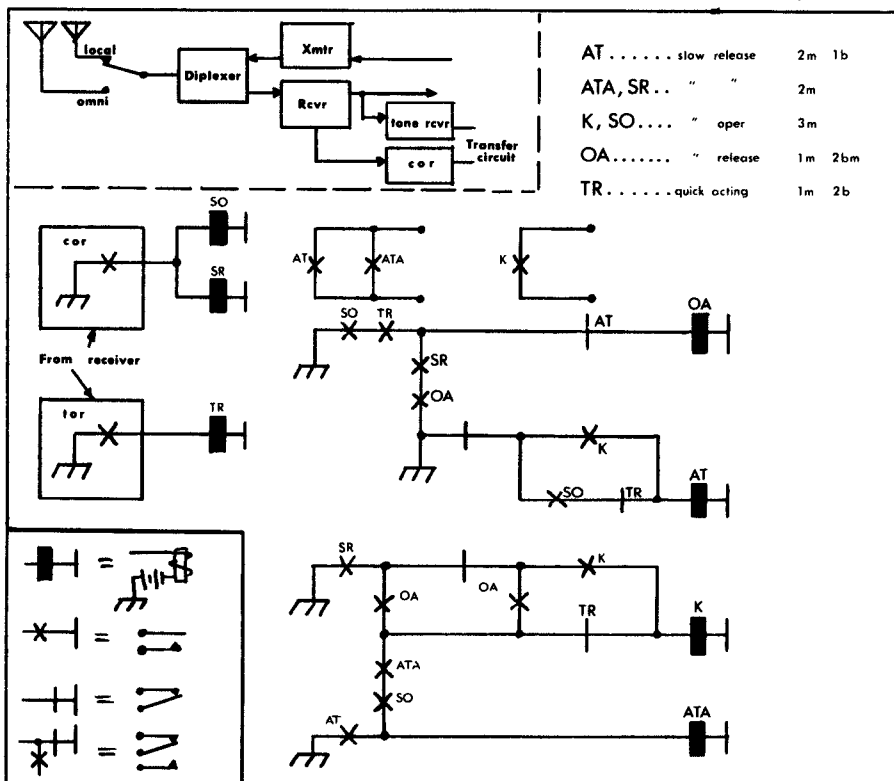 local
omni
Diplexer
Xmtr
Rcvr
tone rcvr
cor
Transfer
circuit
AT ...... slow release 2m 1b
ATA, SR .. " " 2m
K, SO .... " oper 3m
OA ....... " release 1m 2bm
TR ...... quick acting 1m 2b
cor
SO
SR
From receiver
tor
TR
AT
ATA
K
SO
TR
AT
OA
SR
OA
K
SO
TR
AT
SR
OA
OA
K
TR
K
ATA
SO
AT
ATA
=
=
=
=